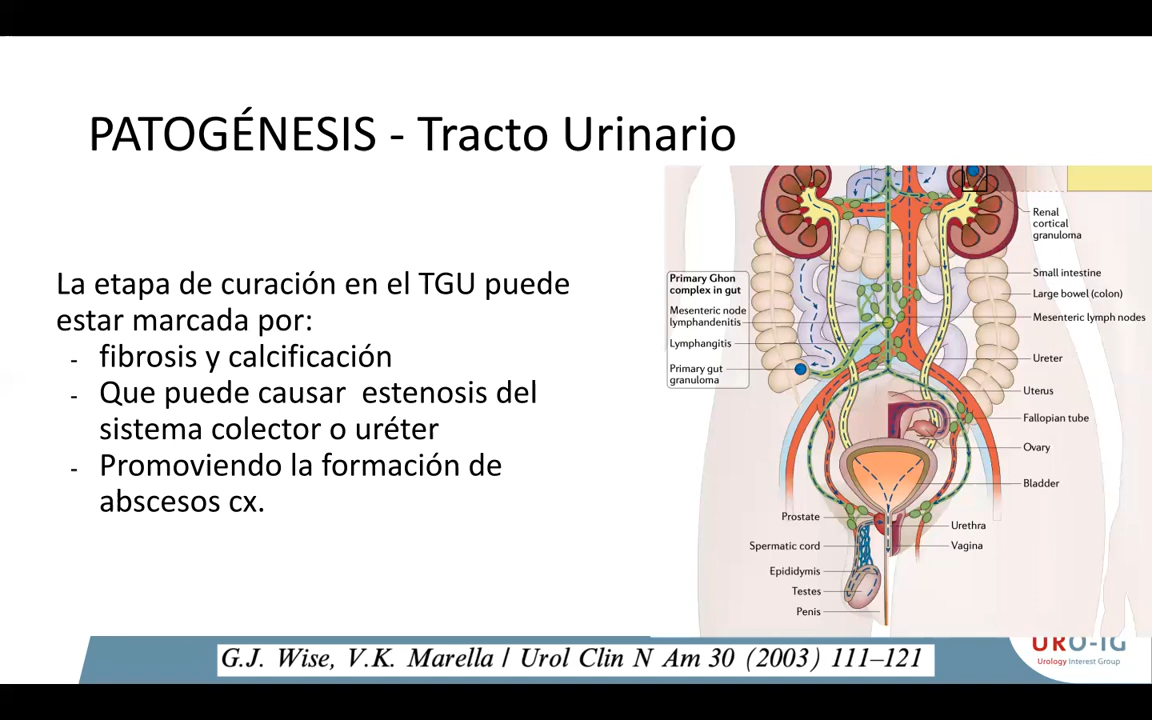 PATOGÉNESIS - Tracto Urinario
La etapa de curación en el TGU puede
estar marcada por:
- fibrosis y calcificación
- Que puede causar  estenosis del
sistema colector o uréter
- Promoviendo la formación de
abscesos cx.
Primary Ghon
complex in gut
Mesenteric node
lymphandenitis
Lymphangitis
Primary gut
granuloma
Renal
cortical
granuloma
Small intestine
Large bowel (colon)
Mesenteric lymph nodes
Ureter
Uterus
Fallopian tube
Ovary
Bladder
Prostate
Urethra
Spermatic cord
Vagina
Epididymis
Testes
Penis
G.J. Wise, V.K. Marella / Urol Clin N Am 30 (2003) 111–121
URO-IG
Urology Interest Group